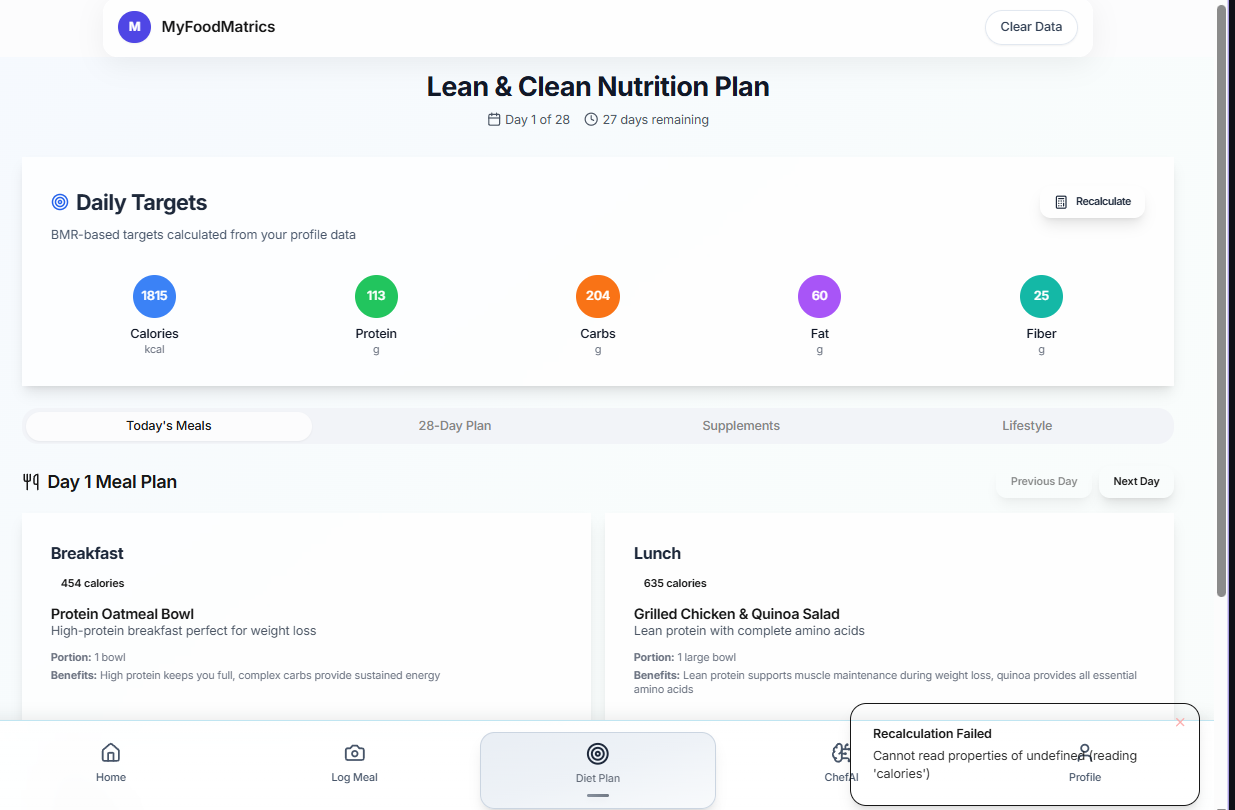 M MyFoodMatrics
Clear Data
Lean & Clean Nutrition Plan
Day 1 of 28 27 days remaining
Daily Targets
Recalculate
BMR-based targets calculated from your profile data
1815 113 204 60 25
Calories Protein Carbs Fat Fiber
kcal g g g g
Today's Meals 28-Day Plan Supplements Lifestyle
Day 1 Meal Plan
Previous Day Next Day
Breakfast
454 calories
Protein Oatmeal Bowl
High-protein breakfast perfect for weight loss
Portion: 1 bowl
Benefits: High protein keeps you full, complex carbs provide sustained energy
Lunch
635 calories
Grilled Chicken & Quinoa Salad
Lean protein with complete amino acids
Portion: 1 large bowl
Benefits: Lean protein supports muscle maintenance during weight loss, quinoa provides all essential
amino acids
Home Log Meal Diet Plan ChefAI Profile
Recalculation Failed
Cannot read properties of undefined (reading
'calories')